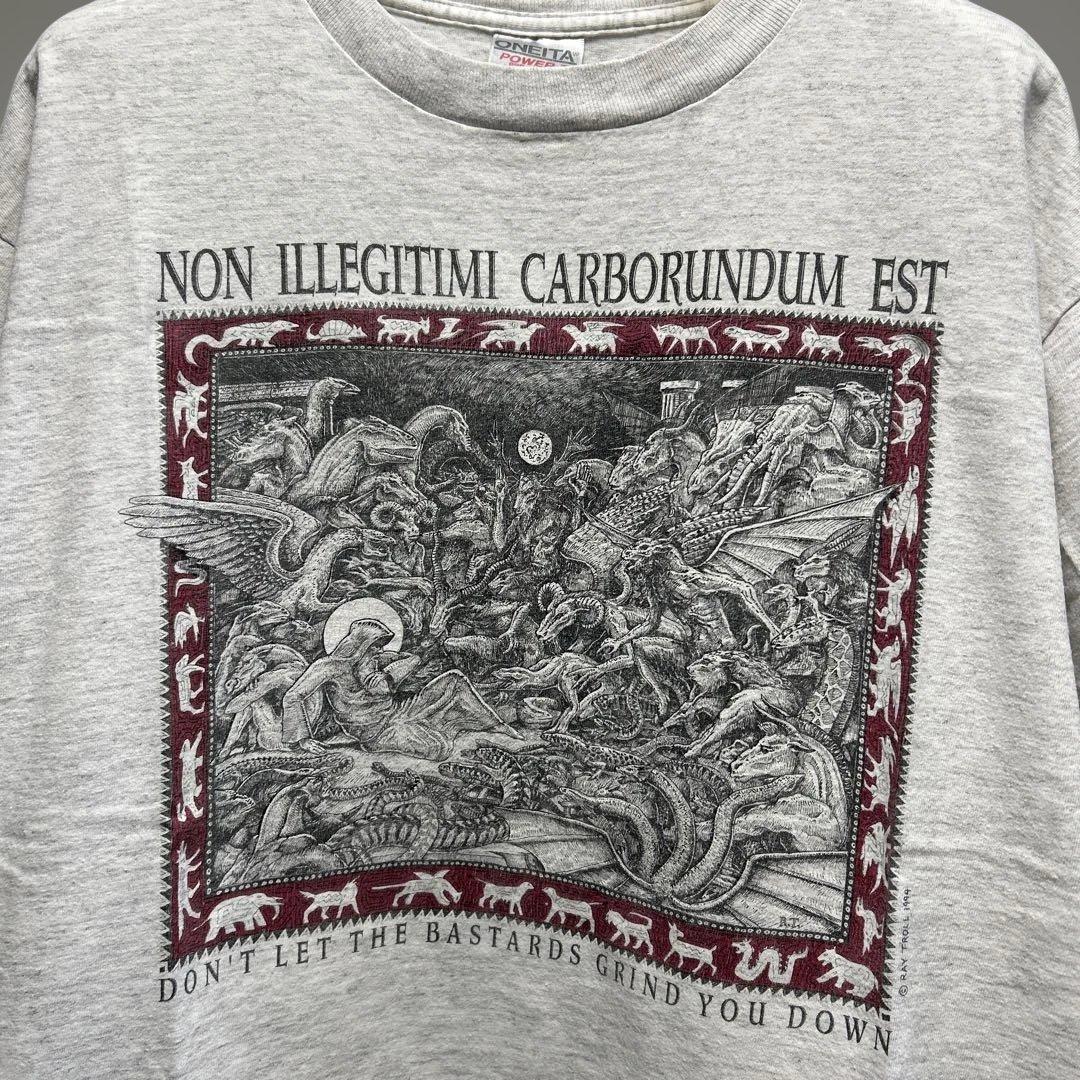 ONEITA®
POWER
NON ILLEGITIMI CARBORUNDUM EST
R.T.
© RAY TROLL 1994
DON'T LET THE BASTARDS GRIND YOU DOWN